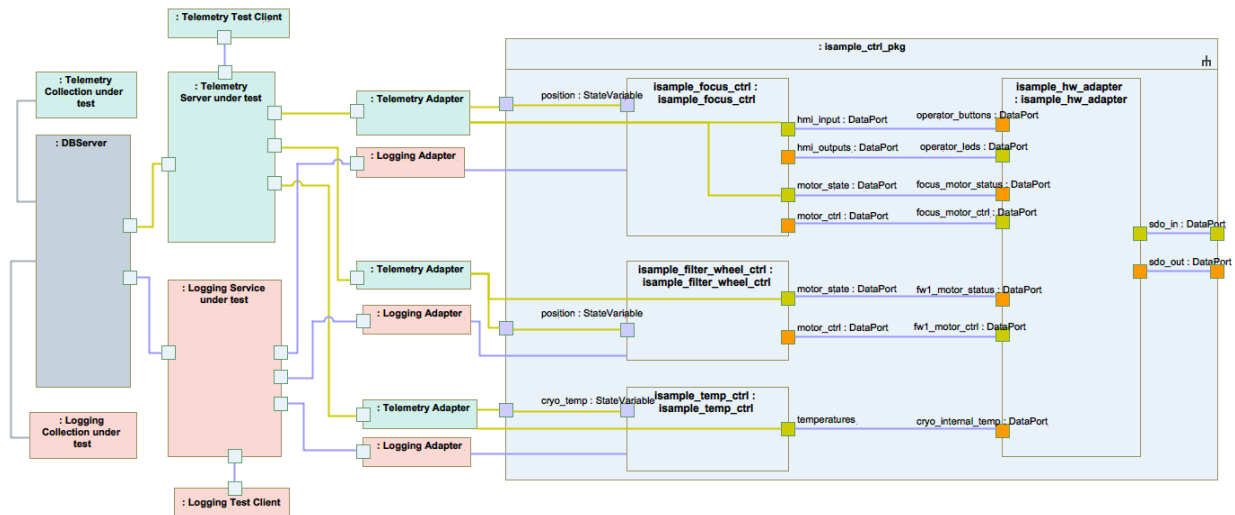 : Telemetry Test Client
: isample_ctrl_pkg
: Telemetry
Collection under
test
: Telemetry
Server under test
: DBServer
: Logging Service
under test
: Logging
Collection under
test
: Logging Test Client
: Telemetry Adapter
: Logging Adapter
: Telemetry Adapter
: Logging Adapter
: Telemetry Adapter
: Logging Adapter
position : StateVariable
isample_focus_ctrl :
isample_focus_ctrl
hmi_input : DataPort
hmi_outputs : DataPort
motor_state : DataPort
motor_ctrl : DataPort
position : StateVariable
isample_filter_wheel_ctrl :
isample_filter_wheel_ctrl
motor_state : DataPort
motor_ctrl : DataPort
cryo_temp : StateVariable
isample_temp_ctrl :
isample_temp_ctrl
temperatures
isample_hw_adapter
: isample_hw_adapter
operator_buttons : DataPort
operator_leds : DataPort
focus_motor_status : DataPort
focus_motor_ctrl : DataPort
fw1_motor_status : DataPort
fw1_motor_ctrl : DataPort
cryo_internal_temp : DataPort
sdo_in : DataPort
sdo_out : DataPort